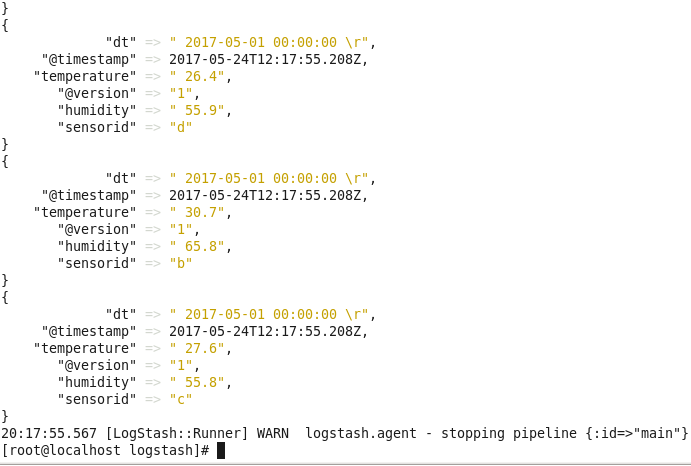 }
{
"dt" => " 2017-05-01 00:00:00 \r",
"@timestamp" => 2017-05-24T12:17:55.208Z,
"temperature" => " 26.4",
"@version" => "1",
"humidity" => " 55.9",
"sensorid" => "d"
}
{
"dt" => " 2017-05-01 00:00:00 \r",
"@timestamp" => 2017-05-24T12:17:55.208Z,
"temperature" => " 30.7",
"@version" => "1",
"humidity" => " 65.8",
"sensorid" => "b"
}
{
"dt" => " 2017-05-01 00:00:00 \r",
"@timestamp" => 2017-05-24T12:17:55.208Z,
"temperature" => " 27.6",
"@version" => "1",
"humidity" => " 55.8",
"sensorid" => "c"
}
20:17:55.567 [LogStash::Runner] WARN  logstash.agent - stopping pipeline {:id=>"main"}
[root@localhost logstash]#